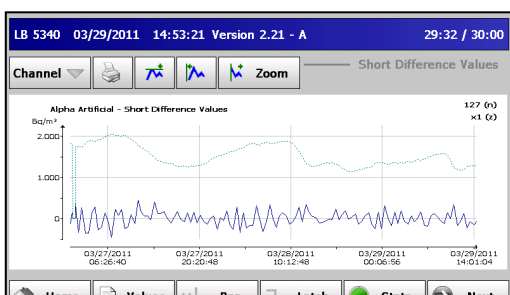 LB 5340 03/29/2011 14:53:21 Version 2.21 - A 29:32 / 30:00
Channel Zoom Short Difference Values
Alpha Artificial - Short Difference Values 127 (n)
Bq/m³ x1 (z)
2.000
1.000
0
03/27/2011 03/27/2011 03/28/2011 03/29/2011 03/29/2011
06:26:40 20:20:48 10:12:48 00:06:56 14:01:04
Home Values